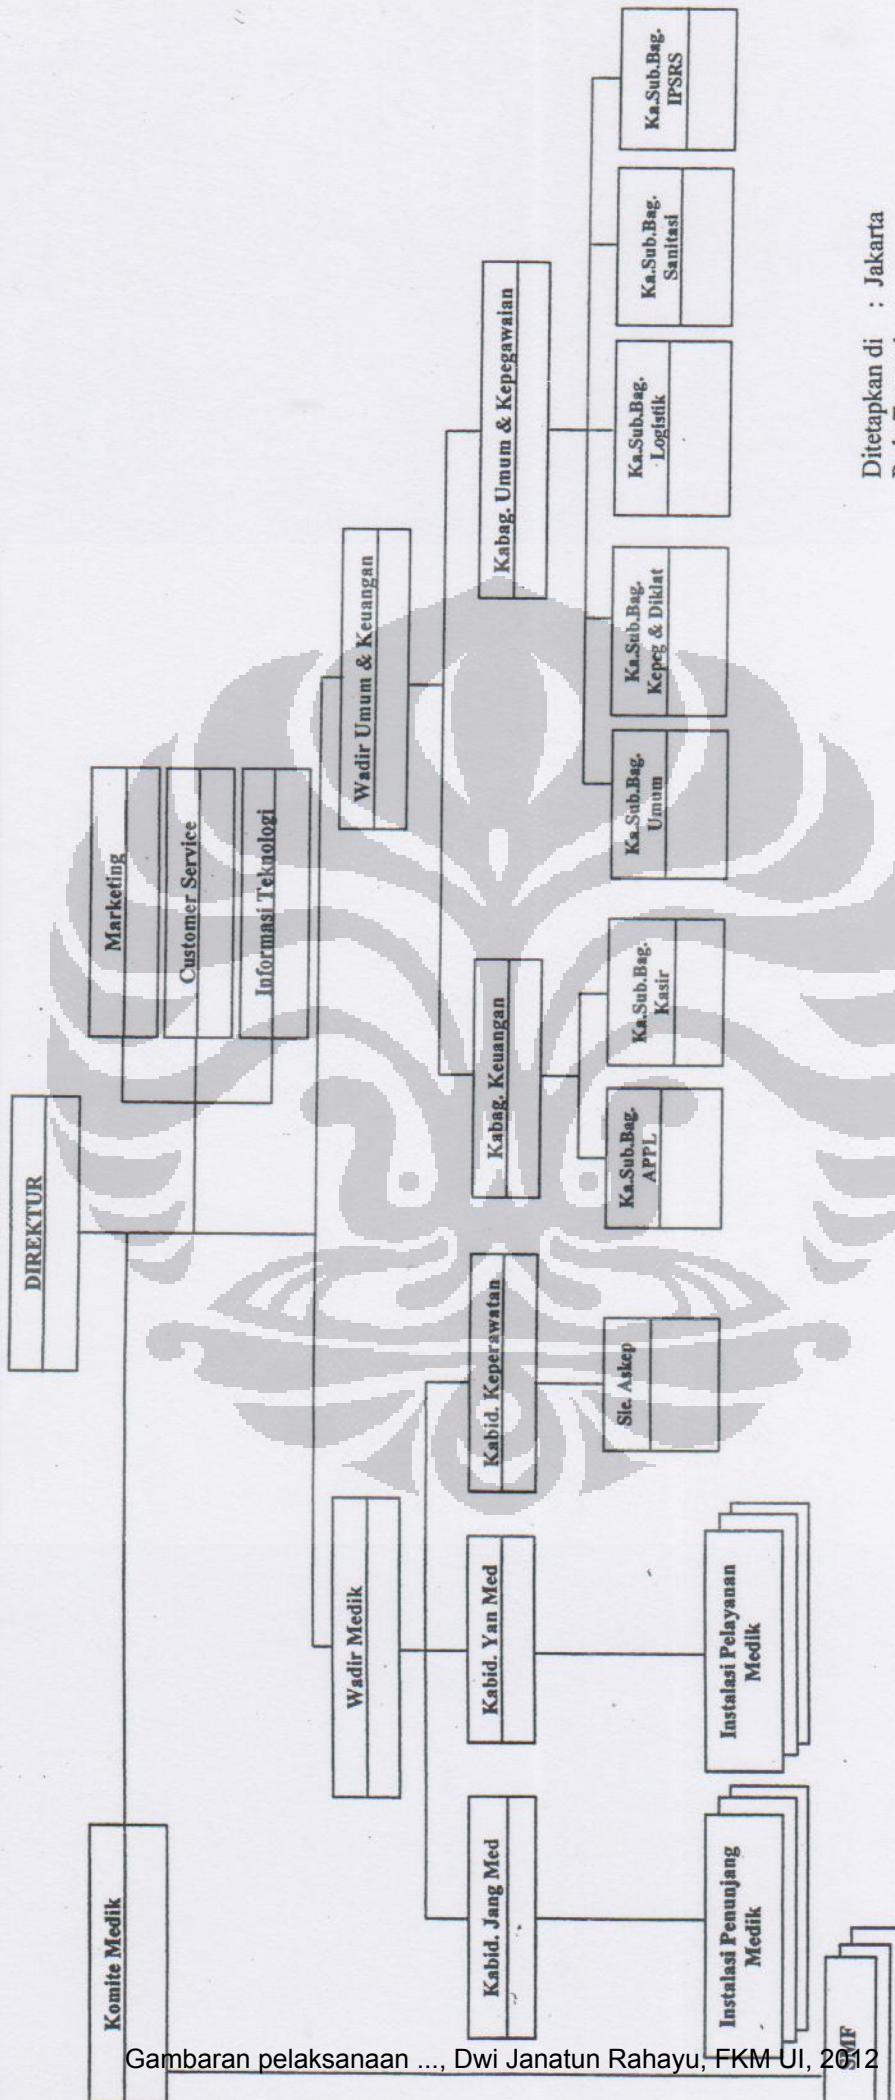 DIREKTUR
Komite Medik
Marketing
Customer Service
Informasi Teknologi
Wadir Medik
Wadir Umum & Keuangan
Kabid. Jang Med
Kabid. Yan Med
Kabid. Keperawatan
Kabag. Keuangan
Kabag. Umum & Kepegawaian
Instalasi Penunjang
Medik
Instalasi Pelayanan
Medik
Sie. Askep
Ka.Sub.Bag.
APPL
Ka.Sub.Bag.
Kasir
Ka.Sub.Bag.
Umum
Ka.Sub.Bag.
Kepeg & Diklat
Ka.Sub.Bag.
Logistik
Ka.Sub.Bag.
Sanitasi
Ka.Sub.Bag.
IPSRS
SMF
Ditetapkan di : Jakarta
Gambaran pelaksanaan ..., Dwi Janatun Rahayu, FKM UI, 2012